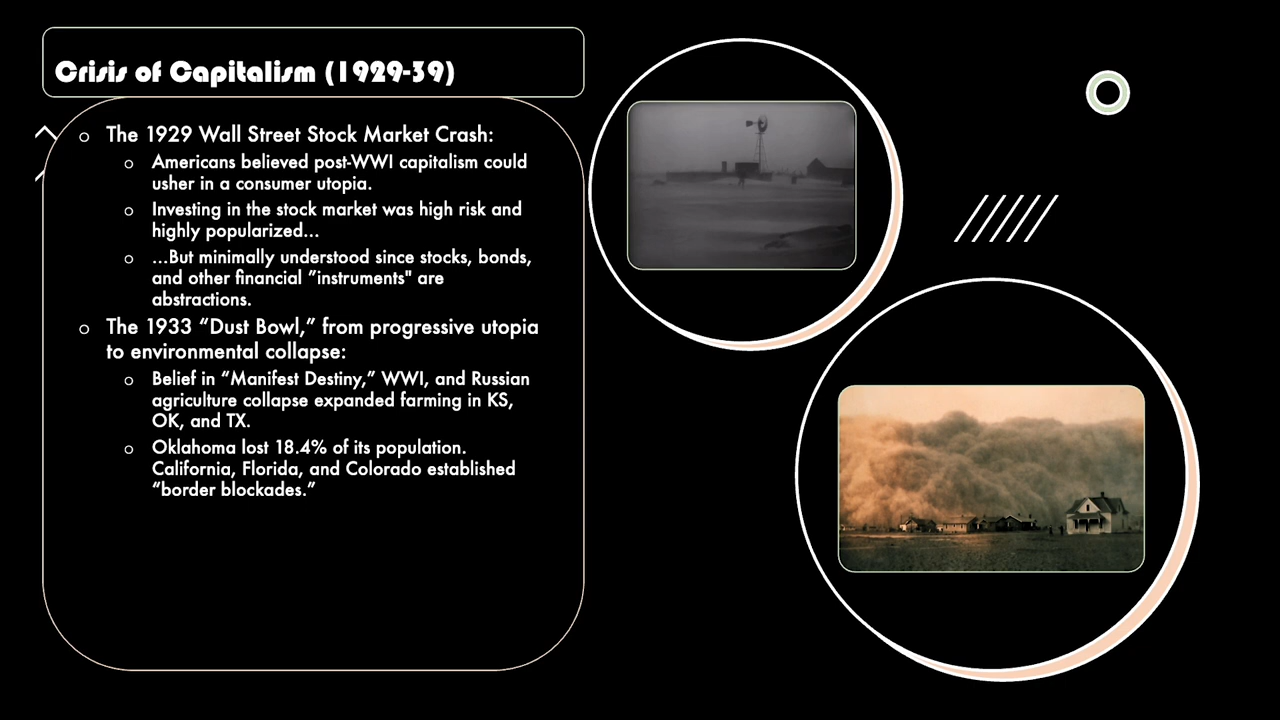 Crisis of Capitalism (1929-39)
o The 1929 Wall Street Stock Market Crash:
o Americans believed post-WWI capitalism could
usher in a consumer utopia.
o Investing in the stock market was high risk and
highly popularized...
o ...But minimally understood since stocks, bonds,
and other financial ”instruments" are
abstractions.
o The 1933 “Dust Bowl,” from progressive utopia
to environmental collapse:
o Belief in “Manifest Destiny,” WWI, and Russian
agriculture collapse expanded farming in KS,
OK, and TX.
o Oklahoma lost 18.4% of its population.
California, Florida, and Colorado established
“border blockades.”